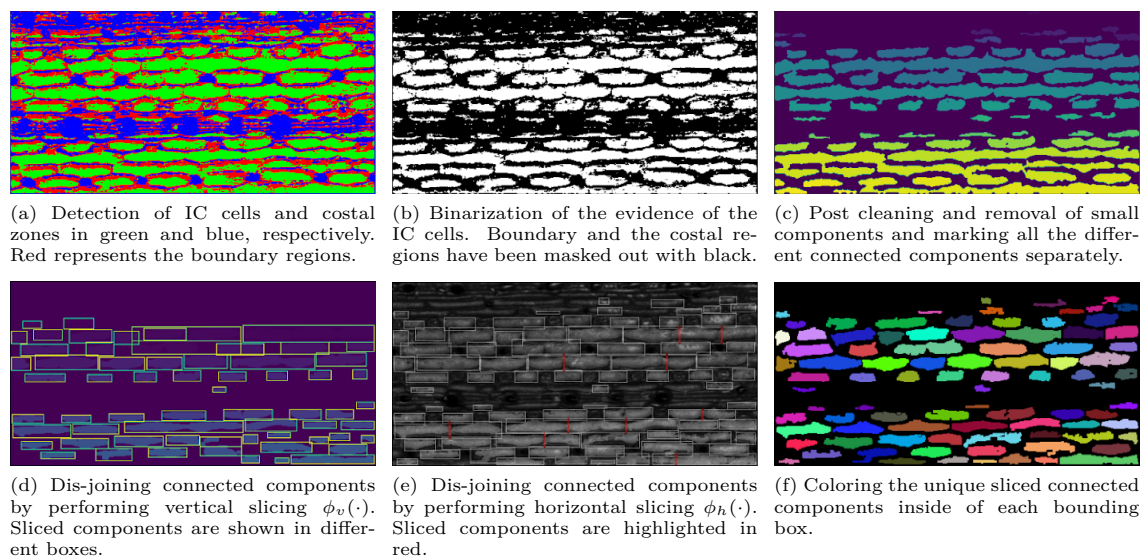 (a) Detection of IC cells and costal
zones in green and blue, respectively.
Red represents the boundary regions.
(b) Binarization of the evidence of the
IC cells. Boundary and the costal re-
gions have been masked out with black.
(c) Post cleaning and removal of small
components and marking all the differ-
ent connected components separately.
(d) Dis-joining connected components
by performing vertical slicing ϕᵥ(·).
Sliced components are shown in differ-
ent boxes.
(e) Dis-joining connected components
by performing horizontal slicing ϕₕ(·).
Sliced components are highlighted in
red.
(f) Coloring the unique sliced connected
components inside of each bounding
box.